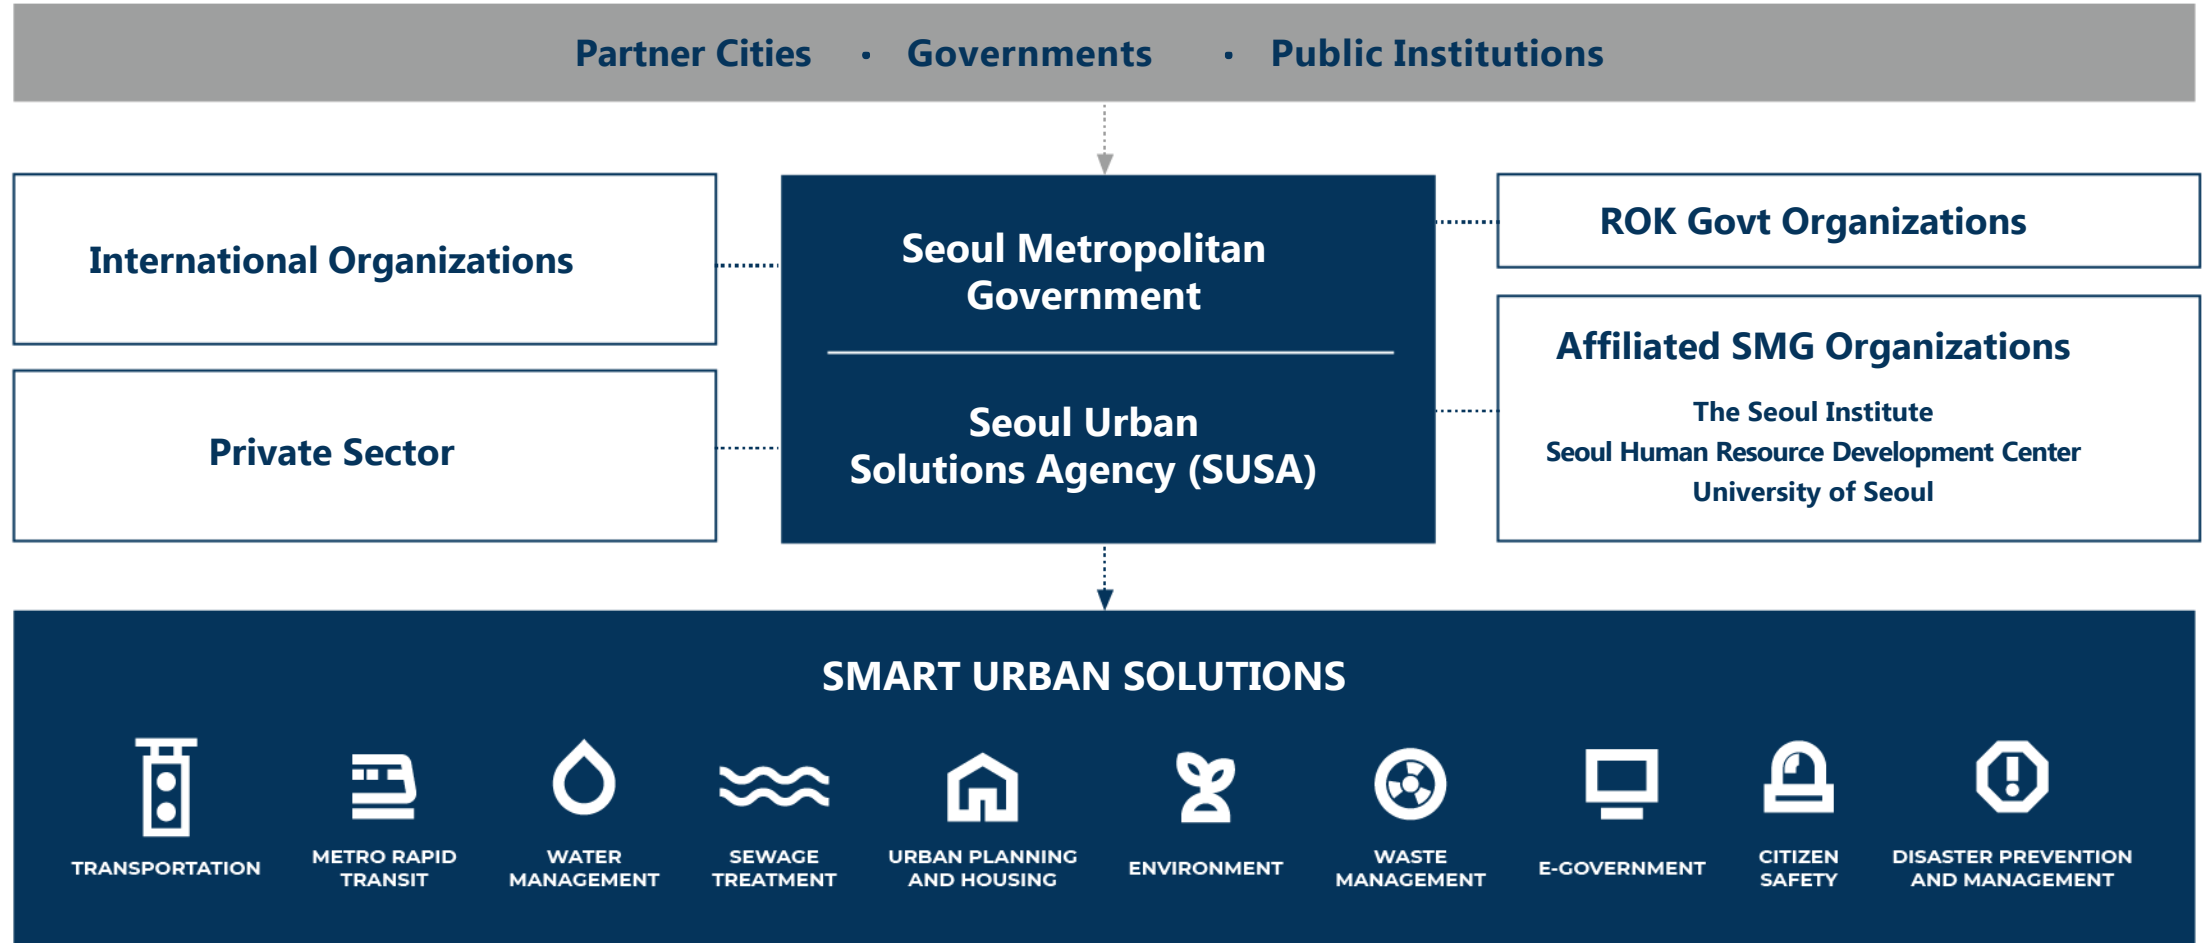 Partner Cities · Governments · Public Institutions
International Organizations
Private Sector
Seoul Metropolitan
Government
Seoul Urban
Solutions Agency (SUSA)
ROK Govt Organizations
Affiliated SMG Organizations
The Seoul Institute
Seoul Human Resource Development Center
University of Seoul
SMART URBAN SOLUTIONS
TRANSPORTATION
METRO RAPID
TRANSIT
WATER
MANAGEMENT
SEWAGE
TREATMENT
URBAN PLANNING
AND HOUSING
ENVIRONMENT
WASTE
MANAGEMENT
E-GOVERNMENT
CITIZEN
SAFETY
DISASTER PREVENTION
AND MANAGEMENT